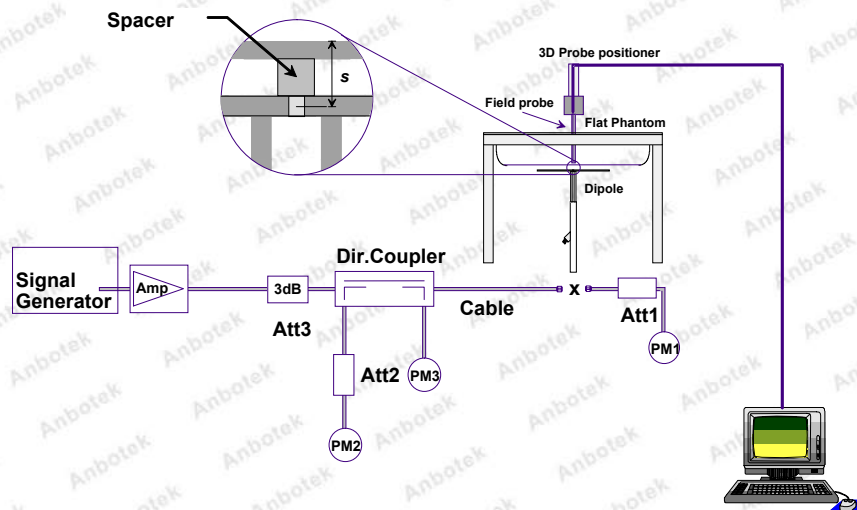 Spacer
s
3D Probe positioner
Field probe
Flat Phantom
Dipole
Signal
Generator
Amp
3dB
Att3
Dir.Coupler
Cable
x
Att1
PM1
Att2
PM3
PM2
Anbotek